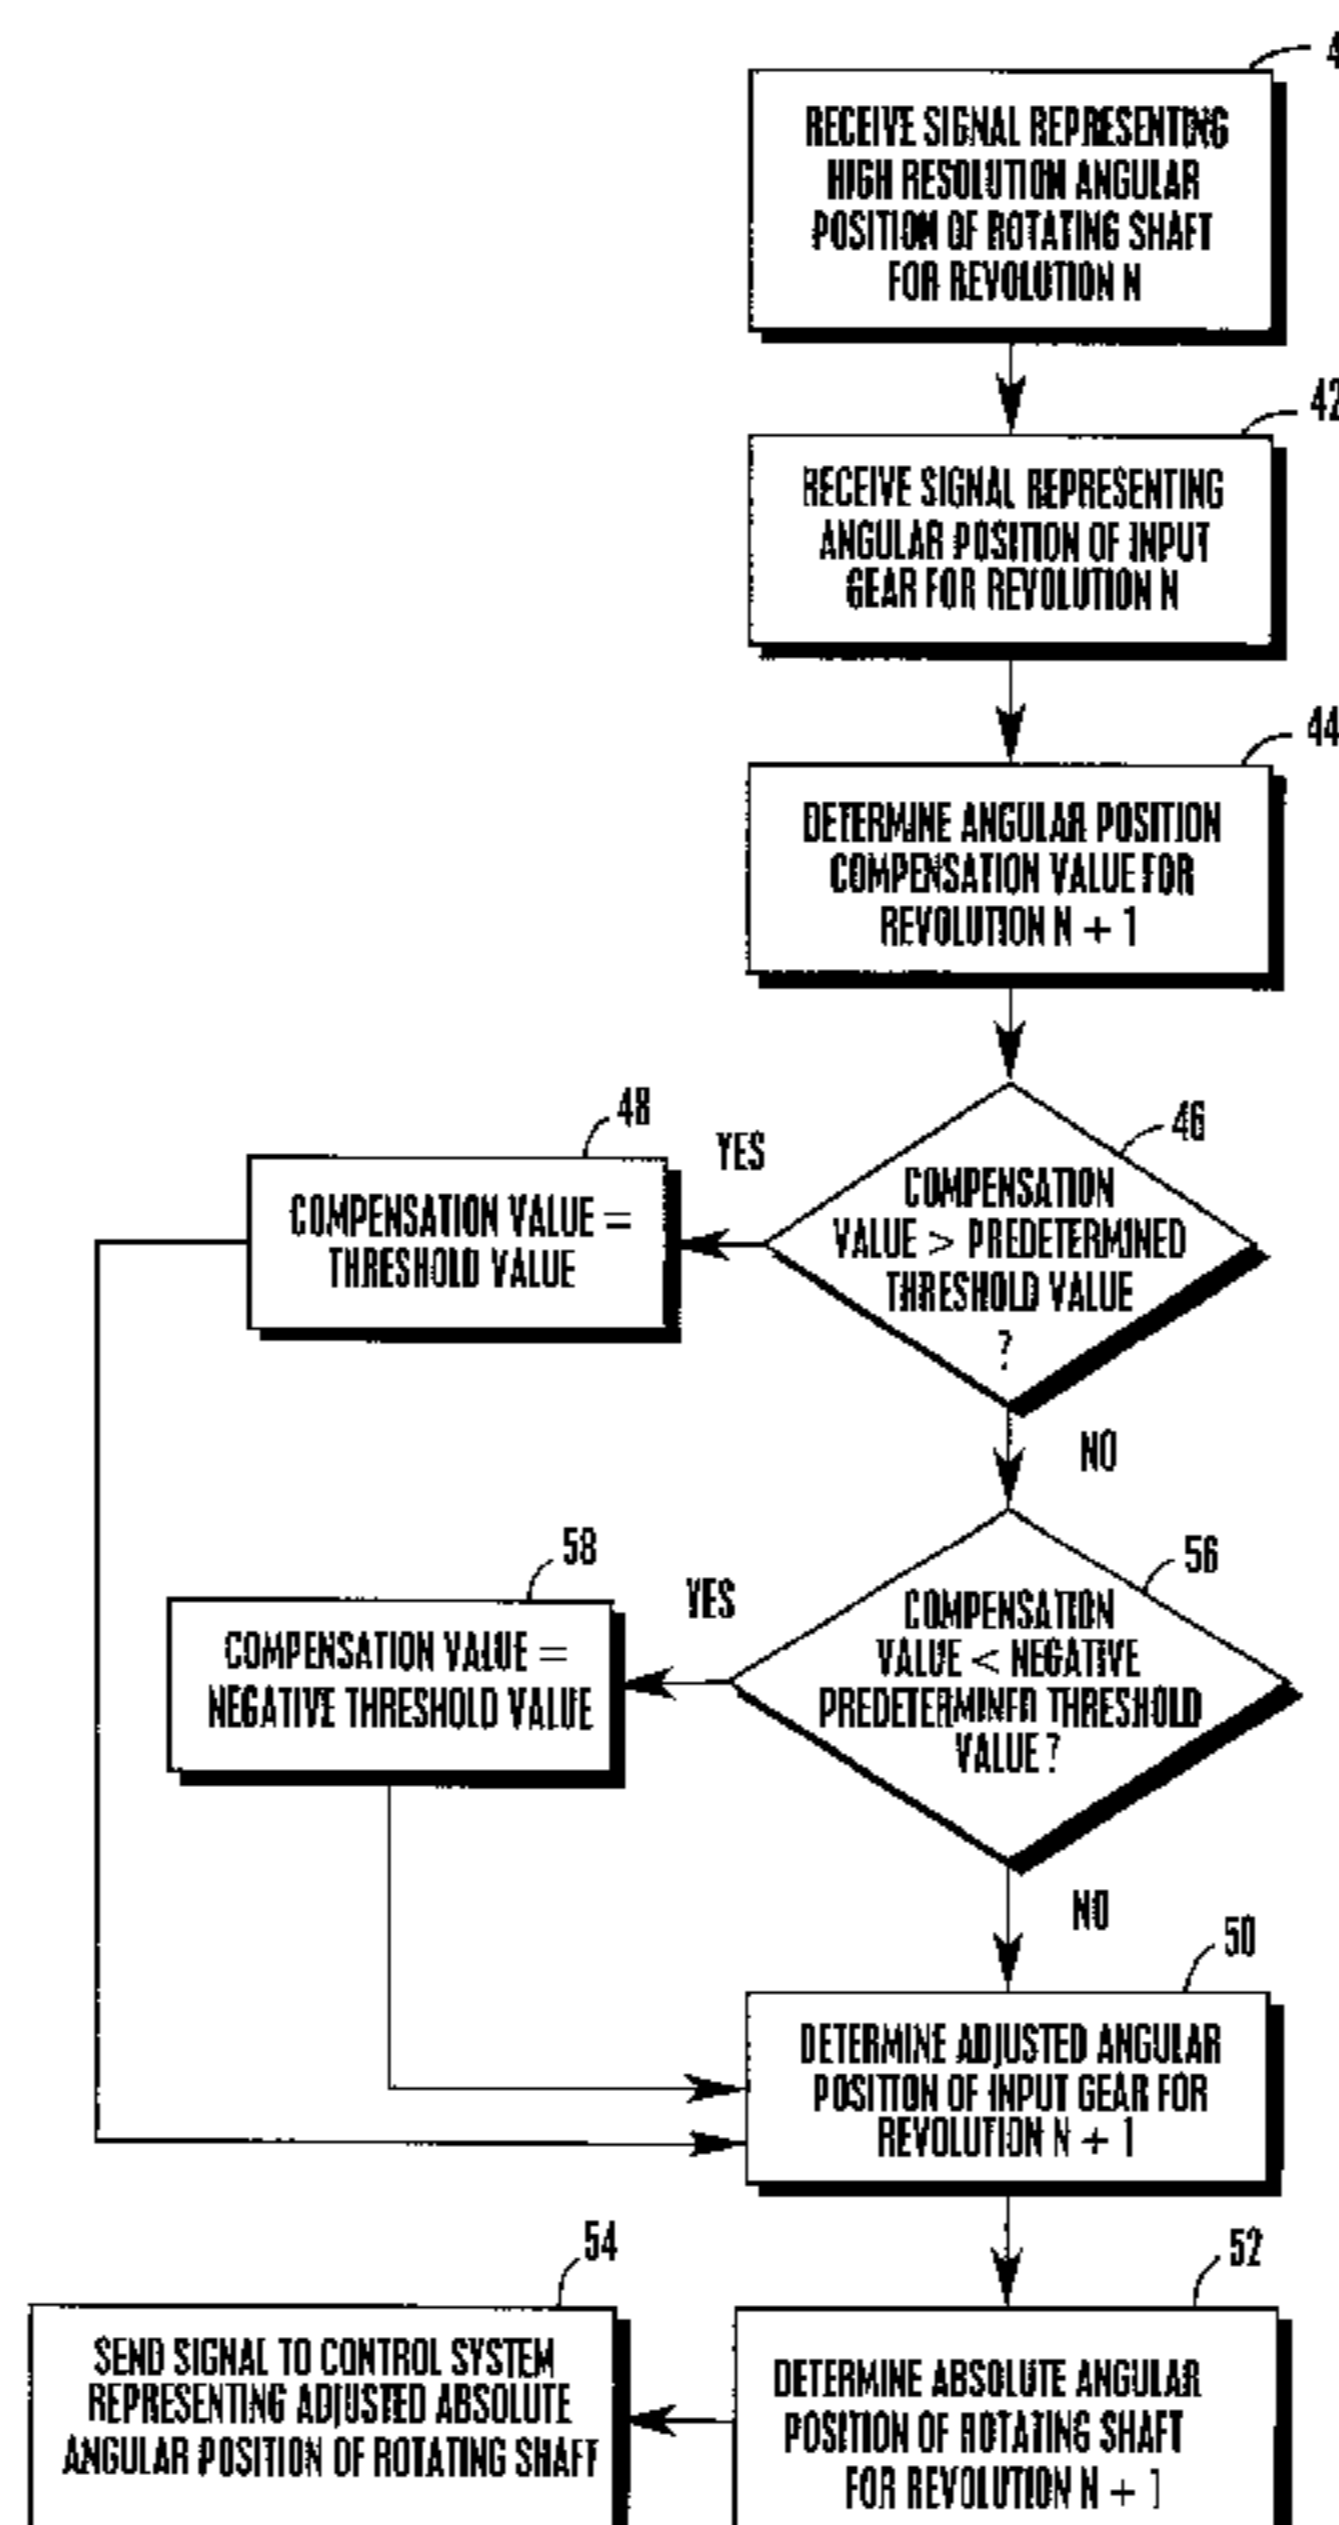 RECEIVE SIGNAL REPRESENTING
HIGH RESOLUTION ANGULAR
POSITION OF ROTATING SHAFT
FOR REVOLUTION N
42
RECEIVE SIGNAL REPRESENTING
ANGULAR POSITION OF INPUT
GEAR FOR REVOLUTION N
44
DETERMINE ANGULAR POSITION
COMPENSATION VALUE FOR
REVOLUTION N + 1
46
COMPENSATION
VALUE > PREDETERMINED
THRESHOLD VALUE
?
YES
48
COMPENSATION VALUE =
THRESHOLD VALUE
NO
56
COMPENSATION
VALUE < NEGATIVE
PREDETERMINED THRESHOLD
VALUE ?
YES
58
COMPENSATION VALUE =
NEGATIVE THRESHOLD VALUE
NO
50
DETERMINE ADJUSTED ANGULAR
POSITION OF INPUT GEAR FOR
REVOLUTION N + 1
52
DETERMINE ABSOLUTE ANGULAR
POSITION OF ROTATING SHAFT
FOR REVOLUTION N + 1
54
SEND SIGNAL TO CONTROL SYSTEM
REPRESENTING ADJUSTED ABSOLUTE
ANGULAR POSITION OF ROTATING SHAFT